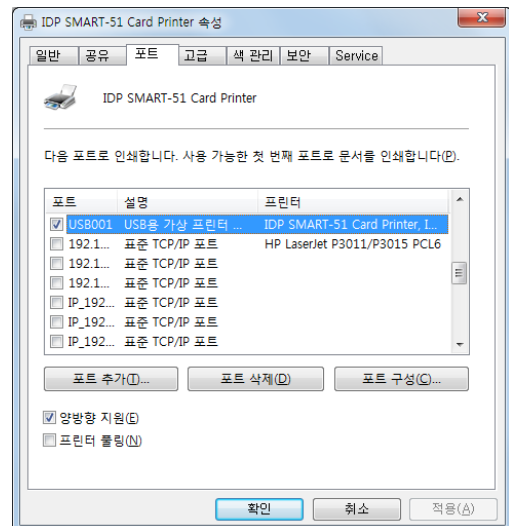 IDP SMART-51 Card Printer 속성
일반 공유 포트 고급 색 관리 보안 Service
IDP SMART-51 Card Printer
다음 포트로 인쇄합니다. 사용 가능한 첫 번째 포트로 문서를 인쇄합니다(P).
포트 설명 프린터
USB001 USB용 가상 프린터 ... IDP SMART-51 Card Printer, I...
192.1... 표준 TCP/IP 포트 HP LaserJet P3011/P3015 PCL6
192.1... 표준 TCP/IP 포트
192.1... 표준 TCP/IP 포트
IP_192... 표준 TCP/IP 포트
IP_192... 표준 TCP/IP 포트
IP_192... 표준 TCP/IP 포트
포트 추가(T)... 포트 삭제(D) 포트 구성(C)...
양방향 지원(E)
프린터 풀링(N)
확인 취소 적용(A)